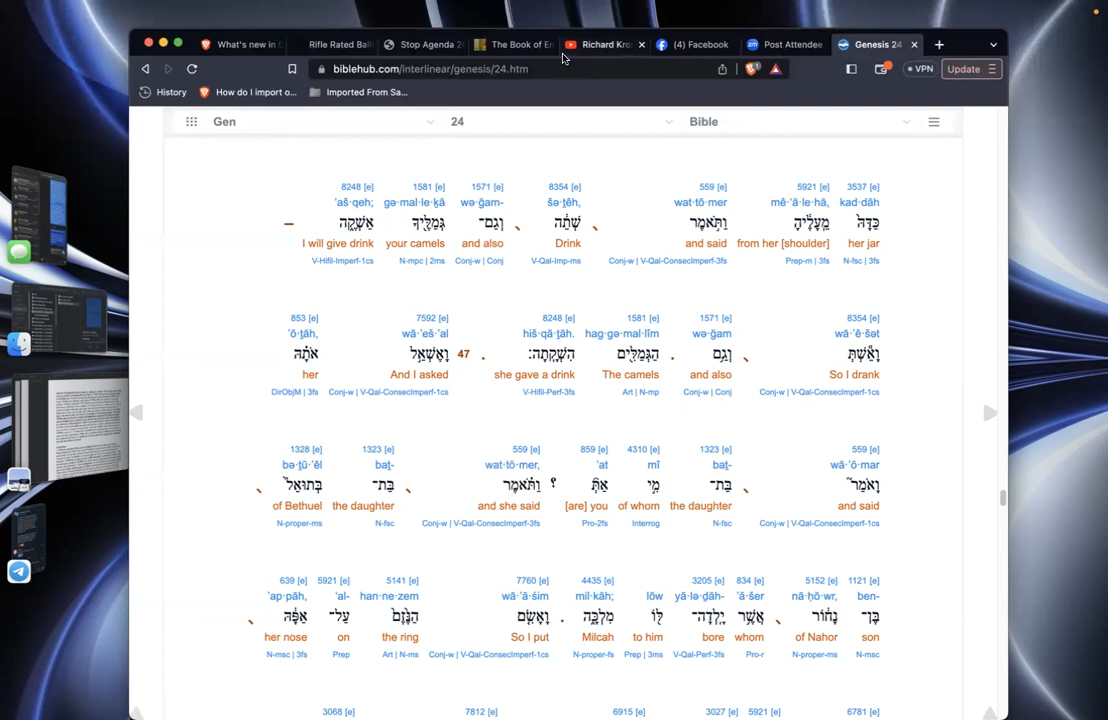 What's new in
Rifle Rated Ball
Stop Agenda 2
The Book of En
Richard Kro
(4) Facebook
Post Attendee
Genesis 24
biblehub.com/interlinear/genesis/24.htm
1
VPN
Update
History
How do I import o...
Imported From Sa...
Gen
24
Bible
8248 [e] 1581 [e] 1571 [e] 8354 [e] 559 [e] 5921 [e] 3537 [e]
’aš·qeh; gə·mal·le·ḵā wə·ḡam- šə·ṯêh, wat·tō·mer mê·‘ā·le·hā, kad·dāh
כַּדָּהּ֙ מֵֽעָלֶ֔יהָ וַתֹּ֣אמֶר ､ שְׁתֵ֔ה ､ וְגַם־ גְּמַלֶּ֖יךָ אַשְׁקֶ֑ה –
I will give drink your camels and also Drink and said from her [shoulder] her jar
V-Hifil-Imperf-1cs N-mpc | 2ms Conj-w | Conj V-Qal-Imp-ms Conj-w | V-Qal-ConsecImperf-3fs Prep-m | 3fs N-fsc | 3fs
853 [e] 7592 [e] 8248 [e] 1581 [e] 1571 [e] 8354 [e]
’ō·ṯāh, wā·’eš·’al hiš·qā·ṯāh. hag·gə·mal·lîm wə·ḡam wā·’ê·šət
וָאֵ֕שְׁתְּ ､ וְגַ֥ם . הַגְּמַלִּ֖ים הִשְׁקָֽתָה׃ . 47 וָאֶשְׁאַ֣ל אֹתָ֗הּ
her And I asked she gave a drink The camels and also So I drank
DirObjM | 3fs Conj-w | V-Qal-ConsecImperf-1cs V-Hifil-Perf-3fs Art | N-mp Conj-w | Conj Conj-w | V-Qal-ConsecImperf-1cs
1328 [e] 1323 [e] 559 [e] 859 [e] 4310 [e] 1323 [e] 559 [e]
bə·ṯū·’êl baṯ- wat·tō·mer, ’at mî baṯ- wā·’ō·mar
וָאֹמַר֮ ､ בַּת־ מִ֣י אַתְּ֒ ؟ וַתֹּ֗אמֶר ､ בַּת־ בְּתוּאֵל֙ ､
of Bethuel the daughter and she said [are] you of whom the daughter and said
N-proper-ms N-fsc Conj-w | V-Qal-ConsecImperf-3fs Pro-2fs Interrog N-fsc Conj-w | V-Qal-ConsecImperf-1cs
639 [e] 5921 [e] 5141 [e] 7760 [e] 4435 [e] 3205 [e] 834 [e] 5152 [e] 1121 [e]
’ap·pāh, ‘al- han·ne·zem wā·’ā·śim mil·kāh; lōw yā·lə·ḏāh- ’ă·šer nā·ḥō·wr, ben-
בֶּן־ נָח֔וֹר ､ אֲשֶׁ֥ר יָֽלְדָה־ לּ֖וֹ מִלְכָּ֑ה . וָאָשִׂ֤ם הַנֶּ֙זֶם֙ עַל־ אַפָּ֔הּ ､
her nose on the ring So I put Milcah to him bore whom of Nahor son
N-msc | 3fs Prep Art | N-ms Conj-w | V-Qal-ConsecImperf-1cs N-proper-fs Prep | 3ms V-Qal-Perf-3fs Pro-r N-proper-ms N-msc
3068 [e] 7812 [e] 6915 [e] 3027 [e] 5921 [e] 6781 [e]